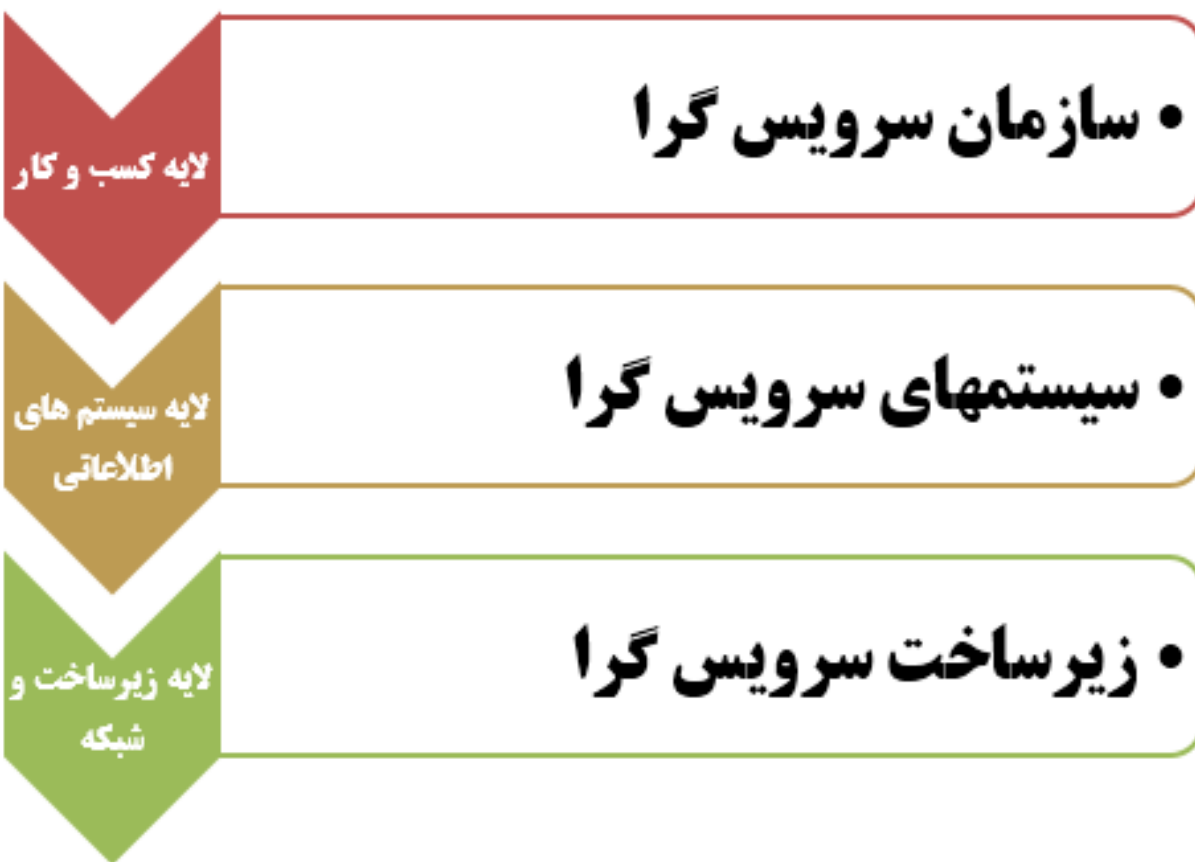 لایه کسب و کار
• سازمان سرویس گرا
لایه سیستم های
اطلاعاتی
• سیستمهای سرویس گرا
لایه زیرساخت و
شبکه
• زیرساخت سرویس گرا